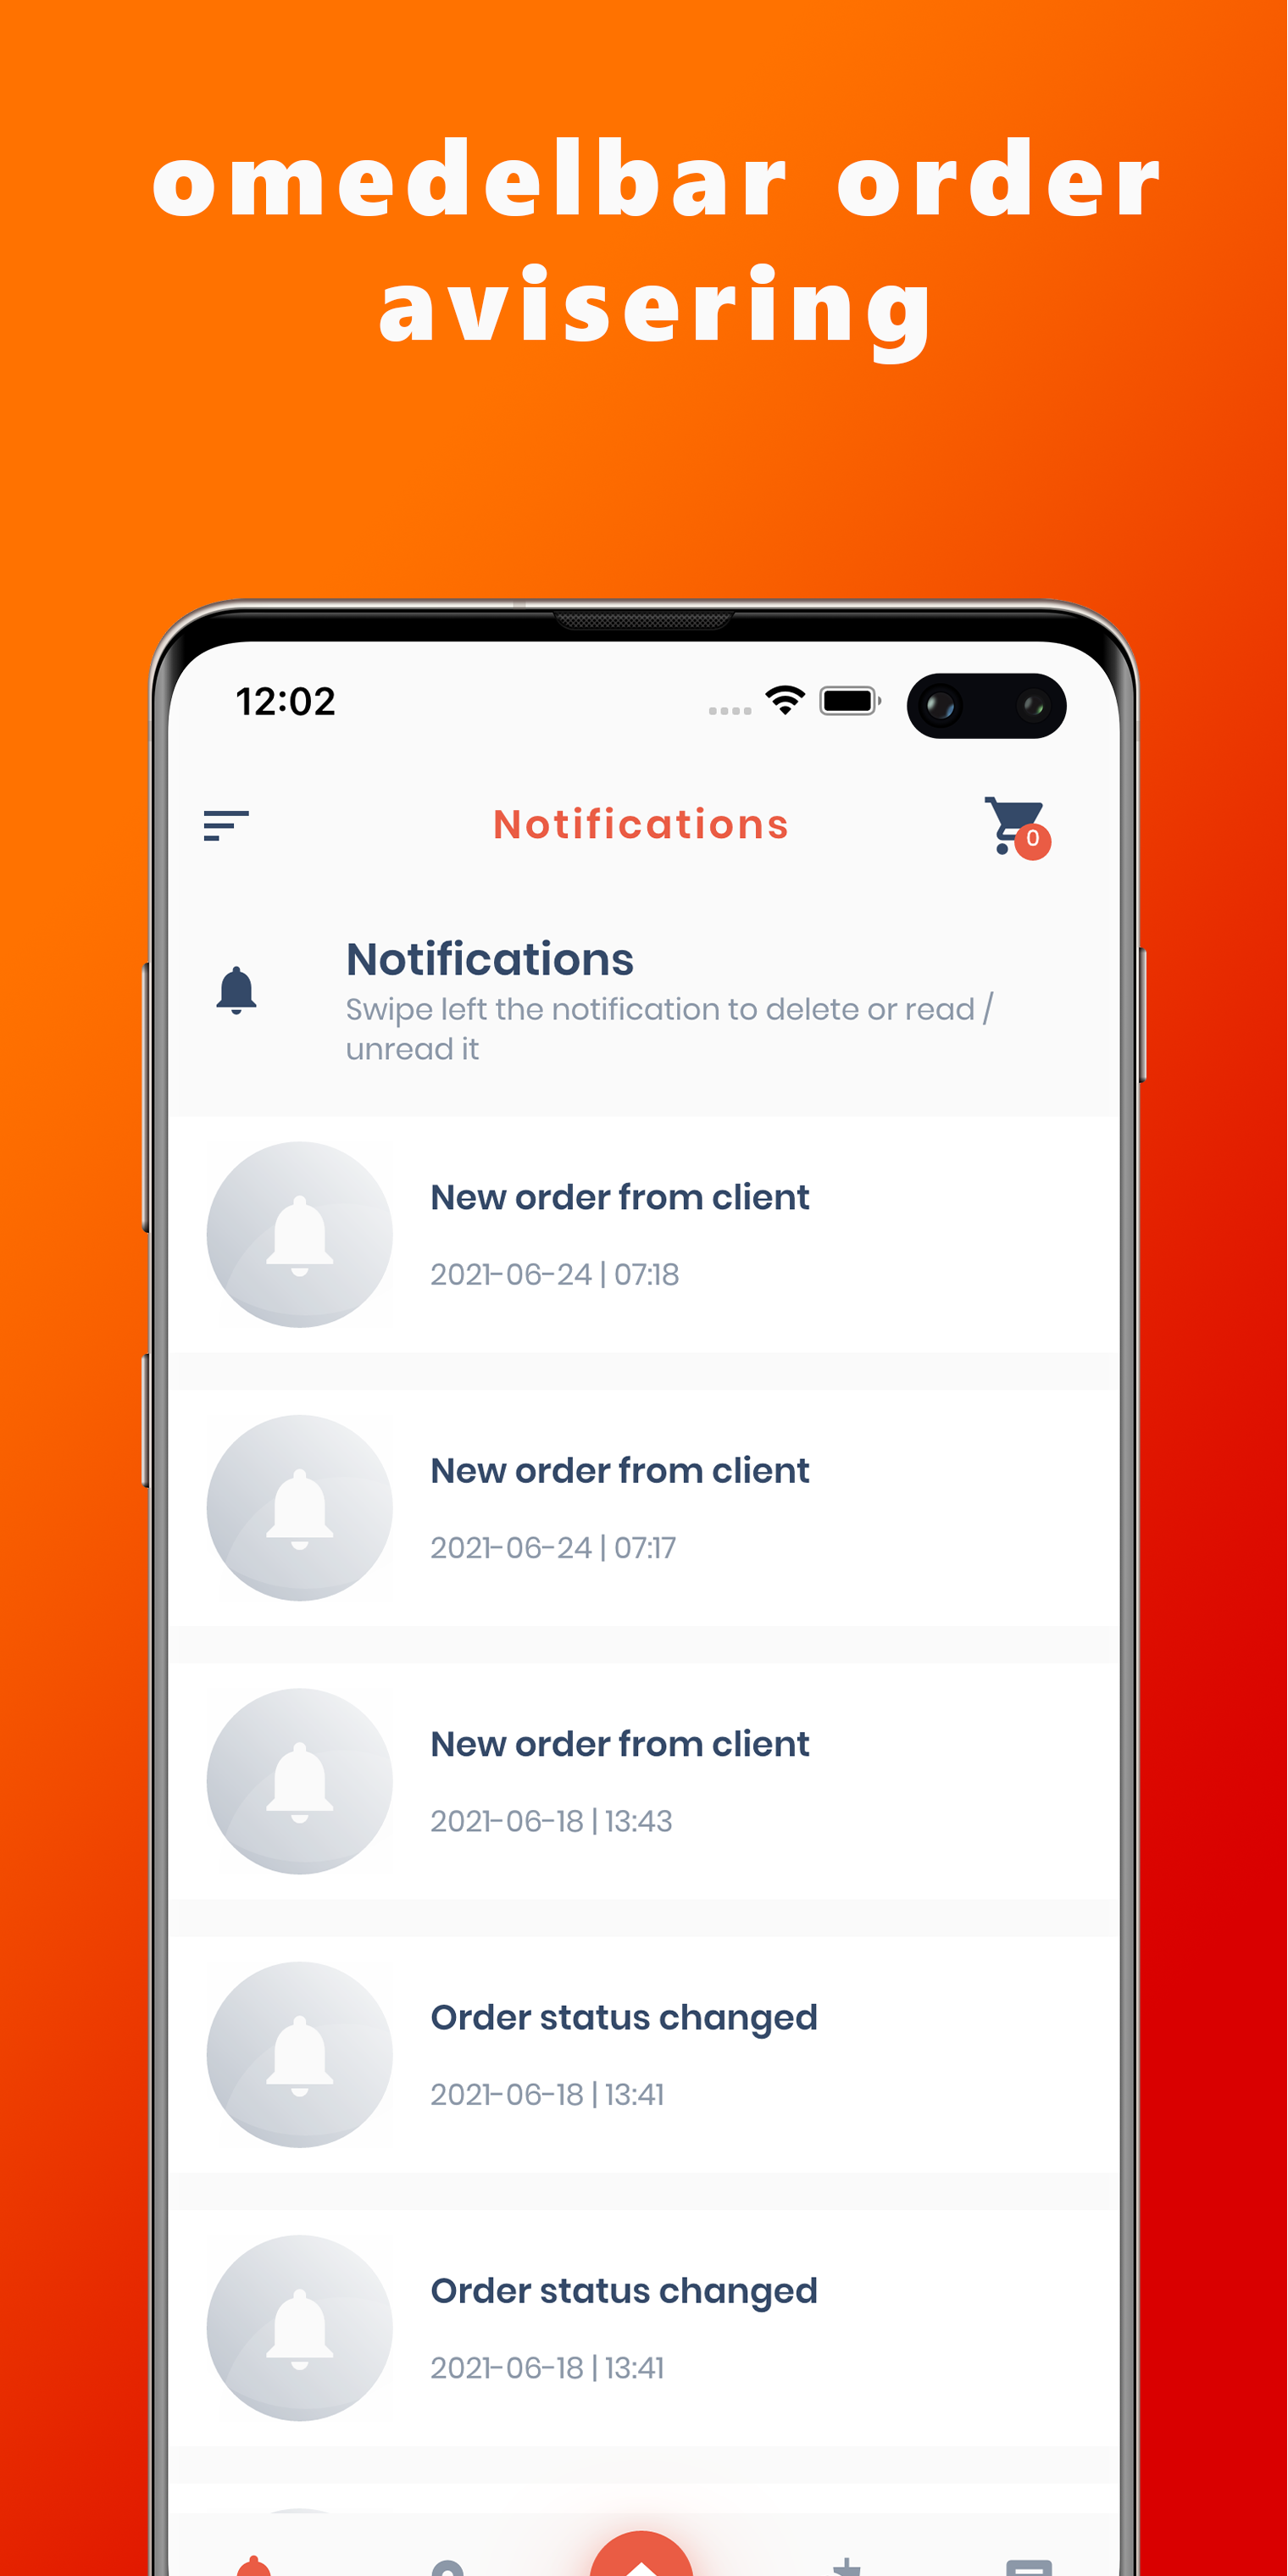 omedelbar order
avisering
12:02
Notifications
0
Notifications
Swipe left the notification to delete or read /
unread it
New order from client
2021-06-24 | 07:18
New order from client
2021-06-24 | 07:17
New order from client
2021-06-18 | 13:43
Order status changed
2021-06-18 | 13:41
Order status changed
2021-06-18 | 13:41